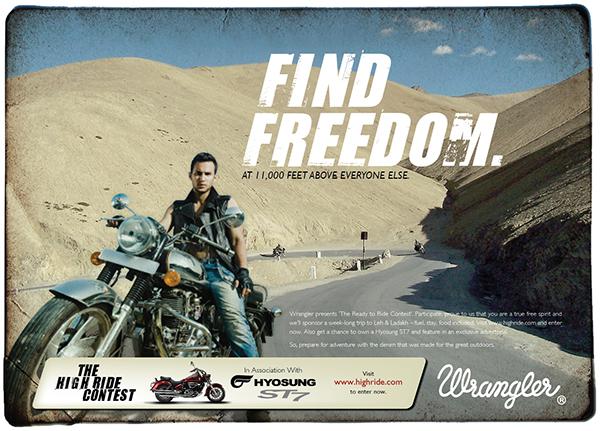 FIND
FREEDOM.
AT 11,000 FEET ABOVE EVERYONE ELSE.
Wrangler presents 'The Ready to Ride Contest'. Participate, prove to us that you are a true free spirit and
we'll sponsor a week-long trip to Leh & Ladakh – fuel, stay, food included. Visit www.highride.com and enter
now. Also get a chance to own a Hyosung ST7 and feature in an exclusive advertorial.
So, prepare for adventure with the denim that was made for the great outdoors.
THE
HIGH RIDE
CONTEST
In Association With
HYOSUNG
ST7
Visit
www.highride.com
to enter now.
Wrangler®